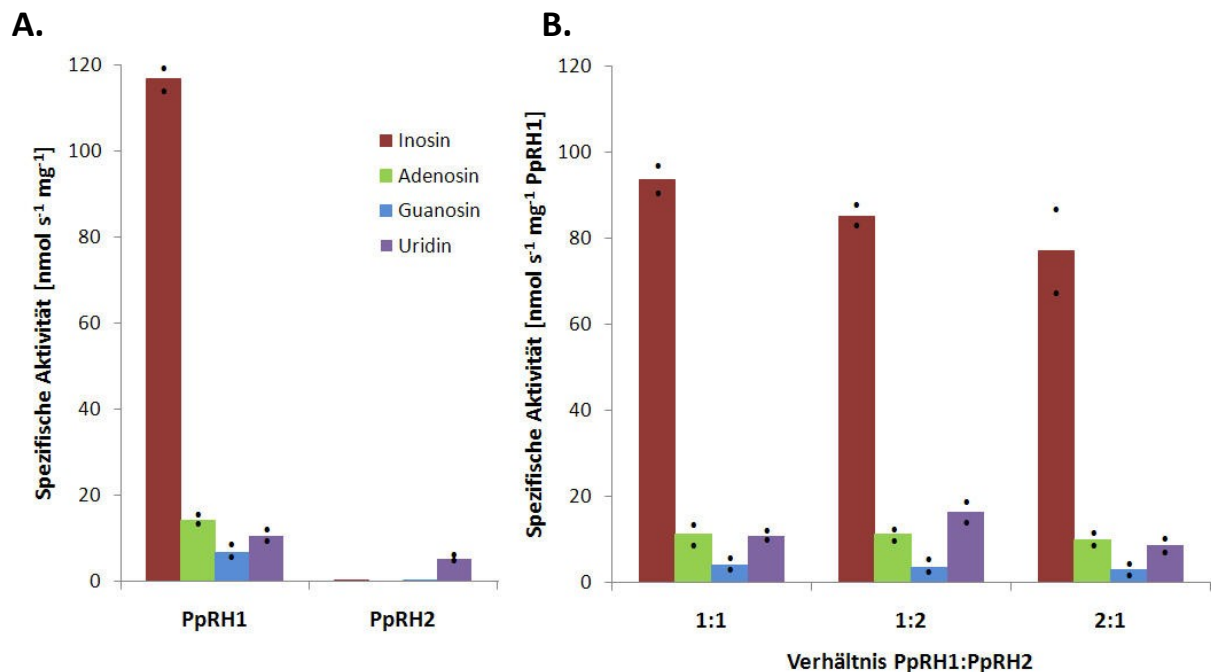 A.
Spezifische Aktivität [nmol s⁻¹ mg⁻¹]
120
100
80
60
40
20
0
Inosin
Adenosin
Guanosin
Uridin
PpRH1
PpRH2
B.
Spezifische Aktivität [nmol s⁻¹ mg⁻¹ PpRH1]
120
100
80
60
40
20
0
1:1
1:2
2:1
Verhältnis PpRH1:PpRH2